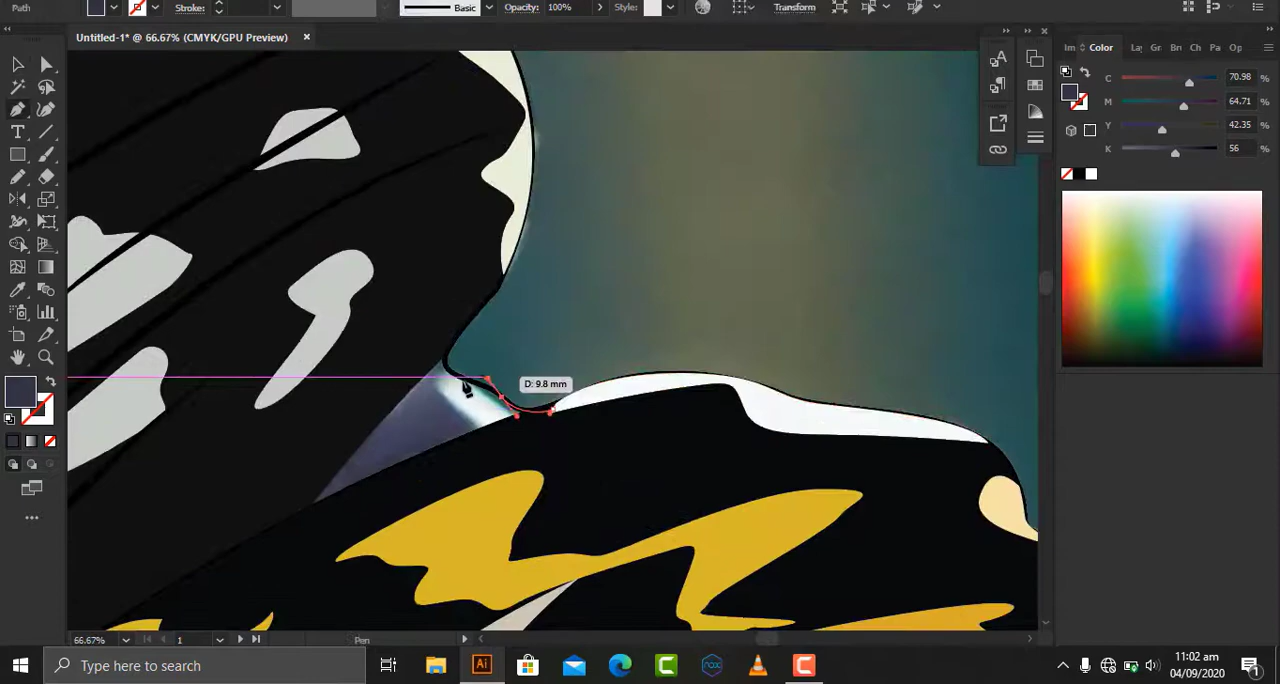 Path
Stroke:
Basic
Opacity: 100%
Style:
Transform
Untitled-1* @ 66.67% (CMYK/GPU Preview)
Color
C 70.98 %
M 64.71 %
Y 42.35 %
K 56 %
D: 9.8 mm
66.67%
1
Pen
Type here to search
Ai
11:02 am
04/09/2020